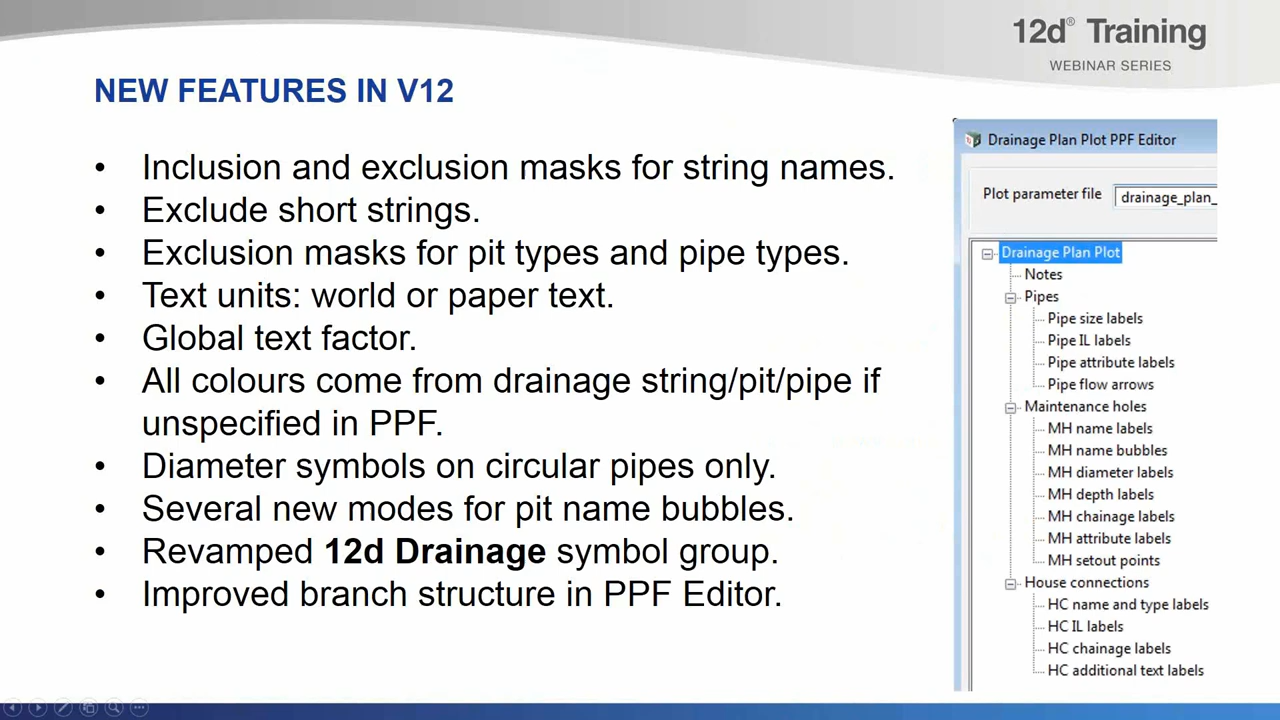 12d® Training
WEBINAR SERIES
NEW FEATURES IN V12
• Inclusion and exclusion masks for string names.
• Exclude short strings.
• Exclusion masks for pit types and pipe types.
• Text units: world or paper text.
• Global text factor.
• All colours come from drainage string/pit/pipe if
unspecified in PPF.
• Diameter symbols on circular pipes only.
• Several new modes for pit name bubbles.
• Revamped 12d Drainage symbol group.
• Improved branch structure in PPF Editor.
Drainage Plan Plot PPF Editor
Plot parameter file drainage_plan_
Drainage Plan Plot
Notes
Pipes
Pipe size labels
Pipe IL labels
Pipe attribute labels
Pipe flow arrows
Maintenance holes
MH name labels
MH name bubbles
MH diameter labels
MH depth labels
MH chainage labels
MH attribute labels
MH setout points
House connections
HC name and type labels
HC IL labels
HC chainage labels
HC additional text labels